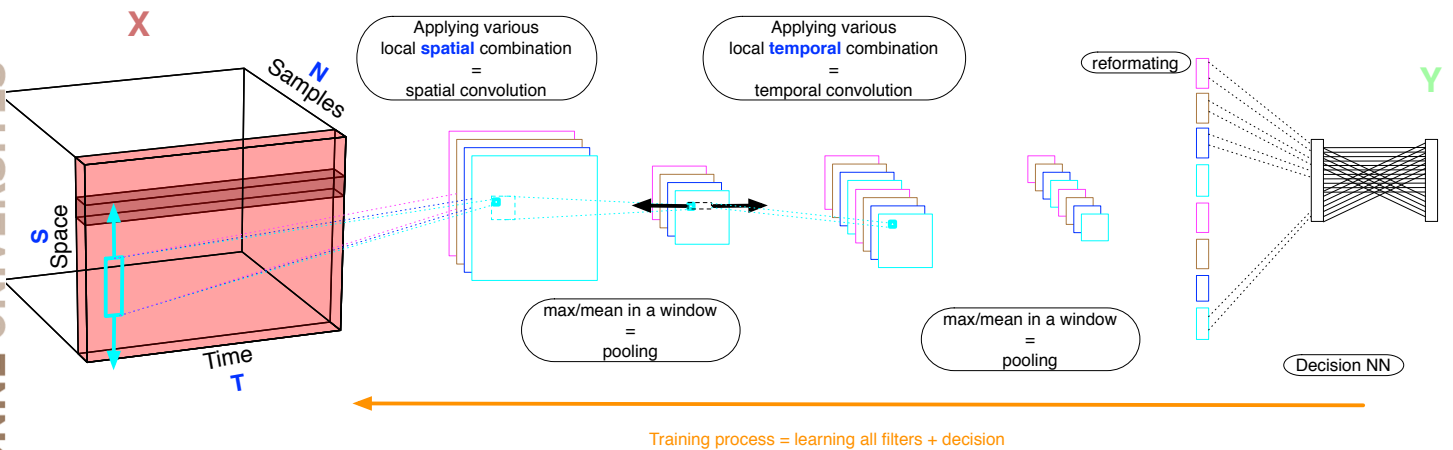 X
Applying various
local spatial combination
=
spatial convolution
Applying various
local temporal combination
=
temporal convolution
reformating
Y
N
Samples
S
Space
Time
T
max/mean in a window
=
pooling
max/mean in a window
=
pooling
Decision NN
Training process = learning all filters + decision